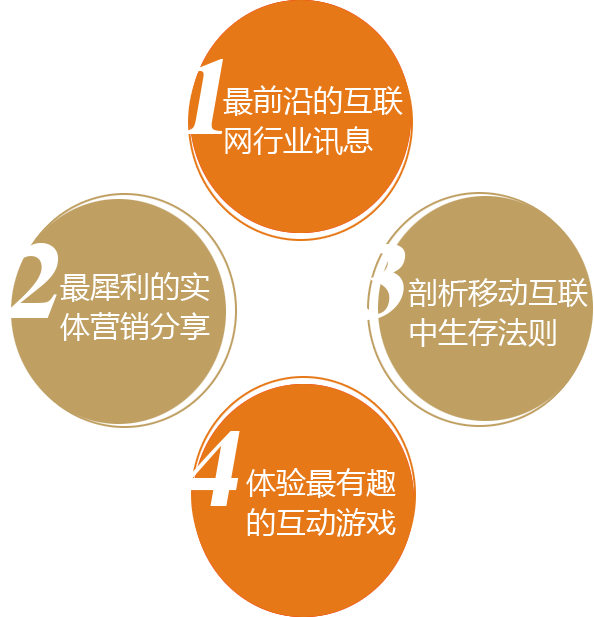 1
最前沿的互联
网行业讯息
2
最犀利的实
体营销分享
3
剖析移动互联
中生存法则
4
体验最有趣
的互动游戏